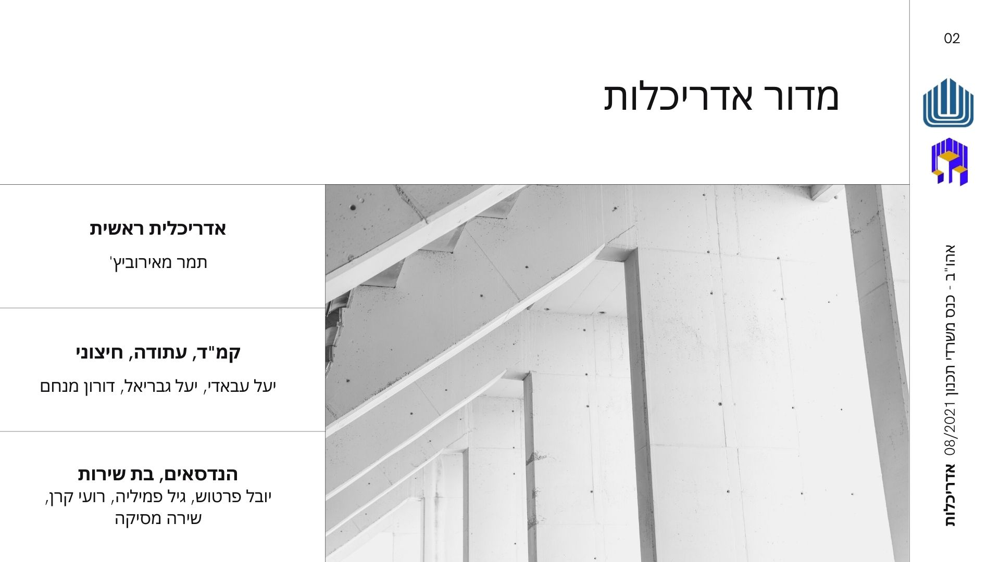 02
מדור אדריכלות
אדריכלית ראשית
תמר מאירוביץ'
קמ"ד, עתודה, חיצוני
יעל עבאדי, יעל גבריאל, דורון מנחם
הנדסאים, בת שירות
יובל פרטוש, גיל פמיליה, רועי קרן,
שירה מסיקה
ארה"ב - כנס משרדי תכנון 08/2021 אדריכלות